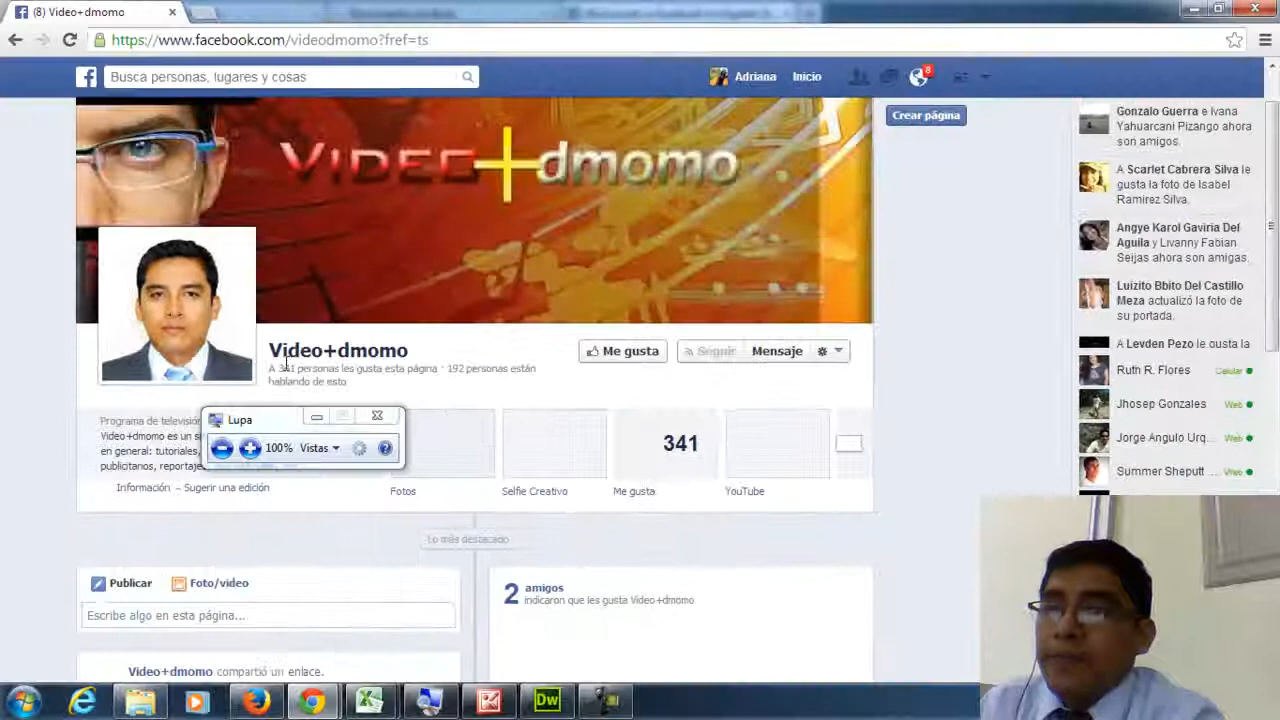 (8) Video+dmomo
https://www.facebook.com/videodmomo?fref=ts
Busca personas, lugares y cosas
Adriana
Inicio
8
VIDEO+dmomo
Crear página
Video+dmomo
A 341 personas les gusta esta página · 192 personas están
hablando de esto
Me gusta
Seguir
Mensaje
Programa de televisión
Video+dmomo es un
en general: tutoriales,
publicitarios,
Información – Sugerir una edición
Lupa
100%
Vistas
341
Fotos
Selfie Creativo
Me gusta
YouTube
Lo más destacado
Publicar
Foto/video
Escribe algo en esta página...
Video+dmomo compartió un enlace.
2
amigos
indicaron que les gusta Video+dmomo
Gonzalo Guerra e Ivana
Yahuarcani Pizango ahora
son amigos.
A Scarlet Cabrera Silva le
gusta la foto de Isabel
Ramirez Silva.
Angye Karol Gaviria Del
Aguila y Livanny Fabian
Seijas ahora son amigas.
Luizito Bbito Del Castillo
Meza actualizó la foto de
su portada.
A Levden Pezo le gusta la
Ruth R. Flores
Celular
Jhosep Gonzales
Web
Jorge Angulo Urq...
Web
Summer Sheputt ...
Web
Dw